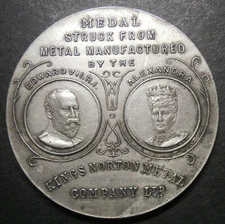 MEDAL
STRUCK FROM
METAL MANUFACTURED
BY THE
EDWARD VII R.I
ALEXANDRA
KINGS NORTON METAL
COMPANY LTD